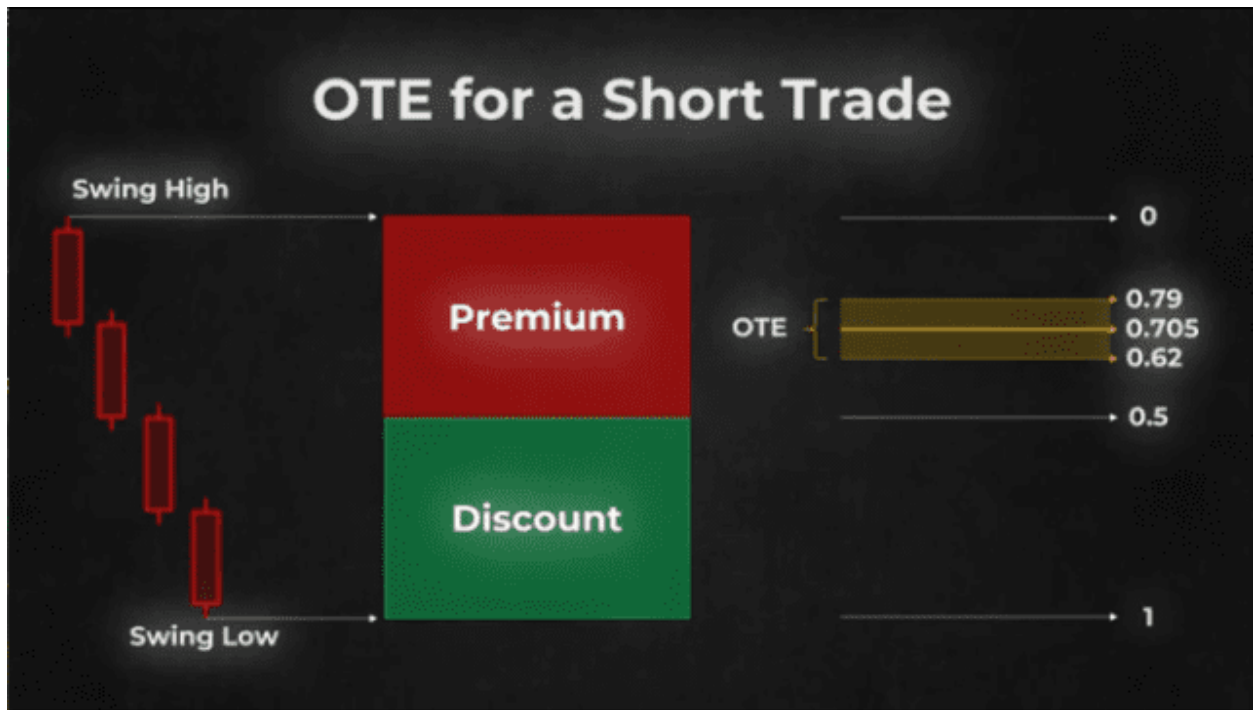 OTE for a Short Trade
Swing High
0
Premium
OTE
0.79
0.705
0.62
0.5
Discount
1
Swing Low